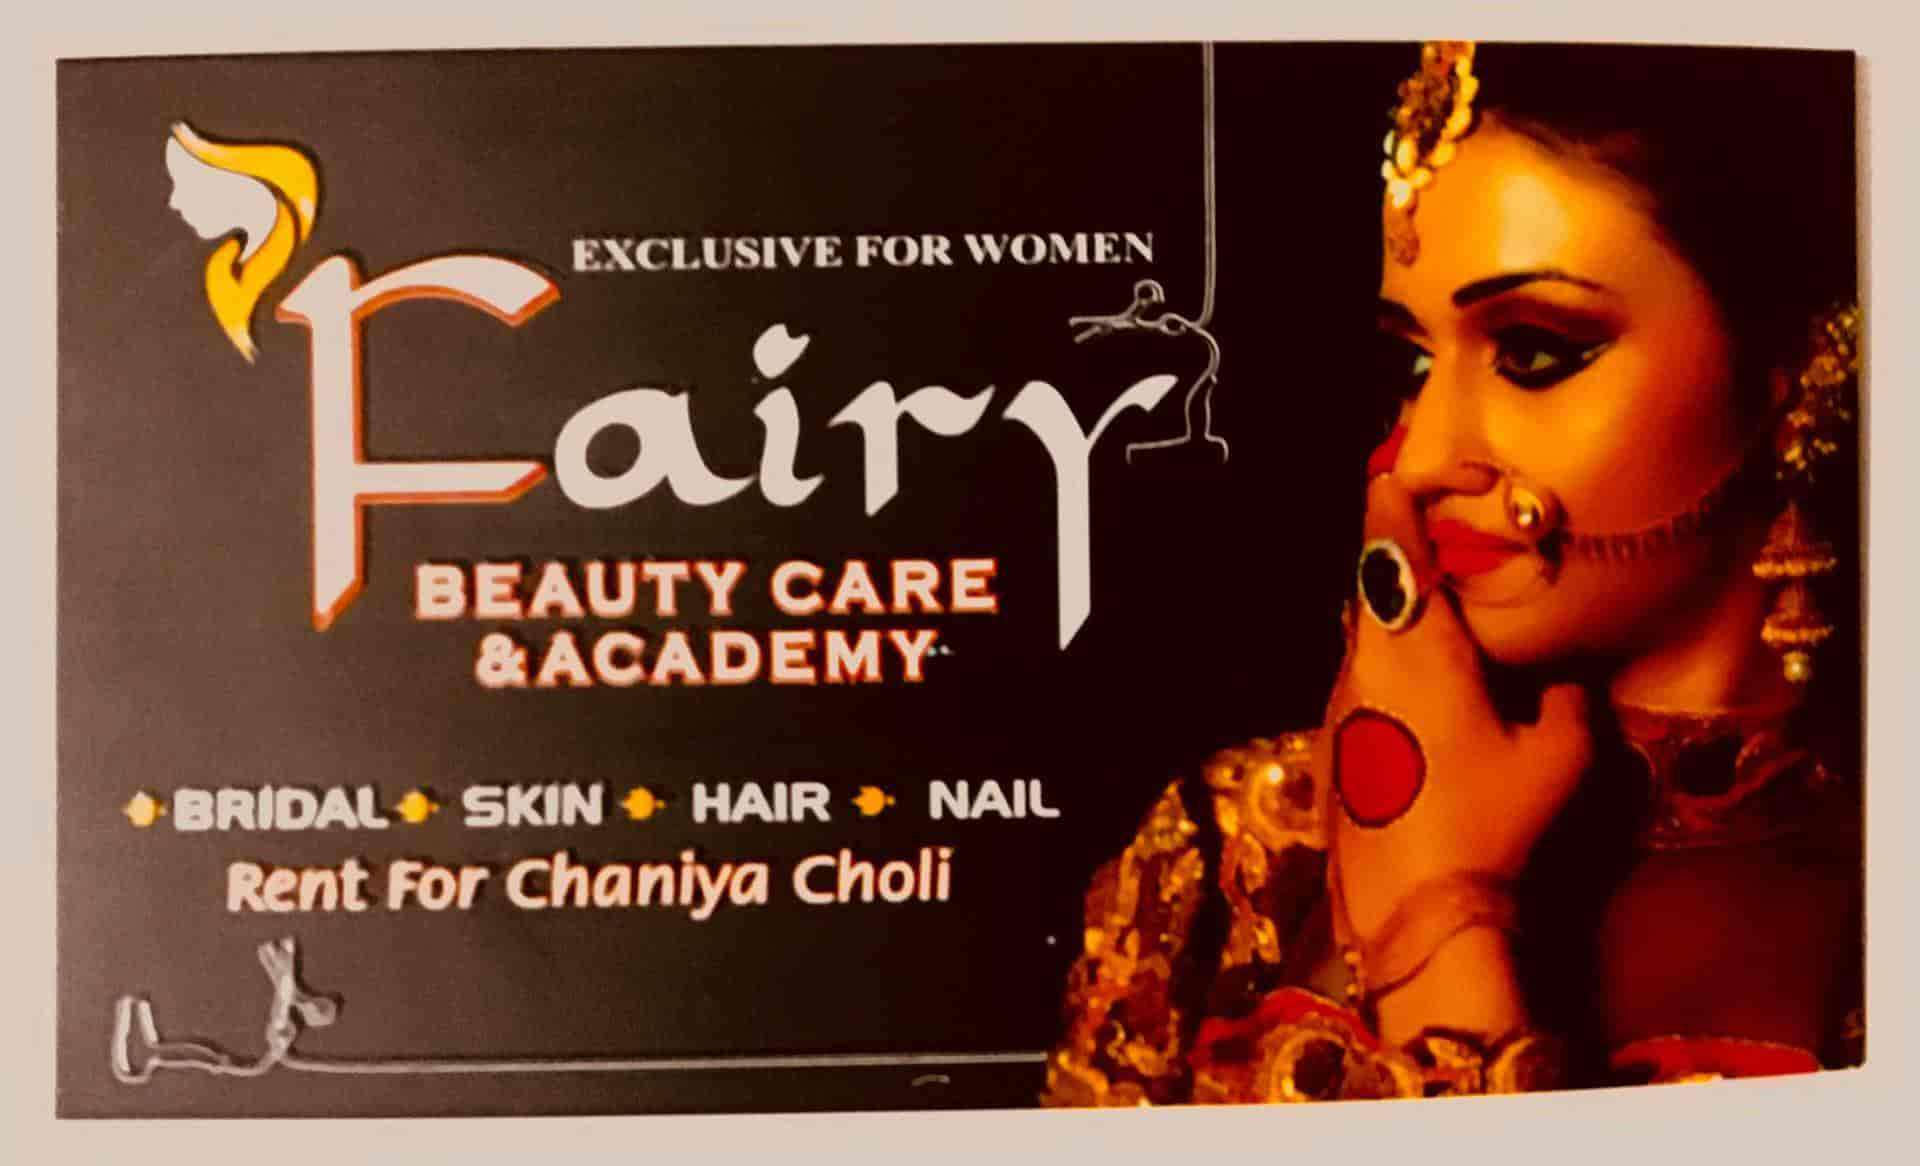 EXCLUSIVE FOR WOMEN
Fairy
BEAUTY CARE
&ACADEMY
BRIDAL SKIN HAIR NAIL
Rent For Chaniya Choli